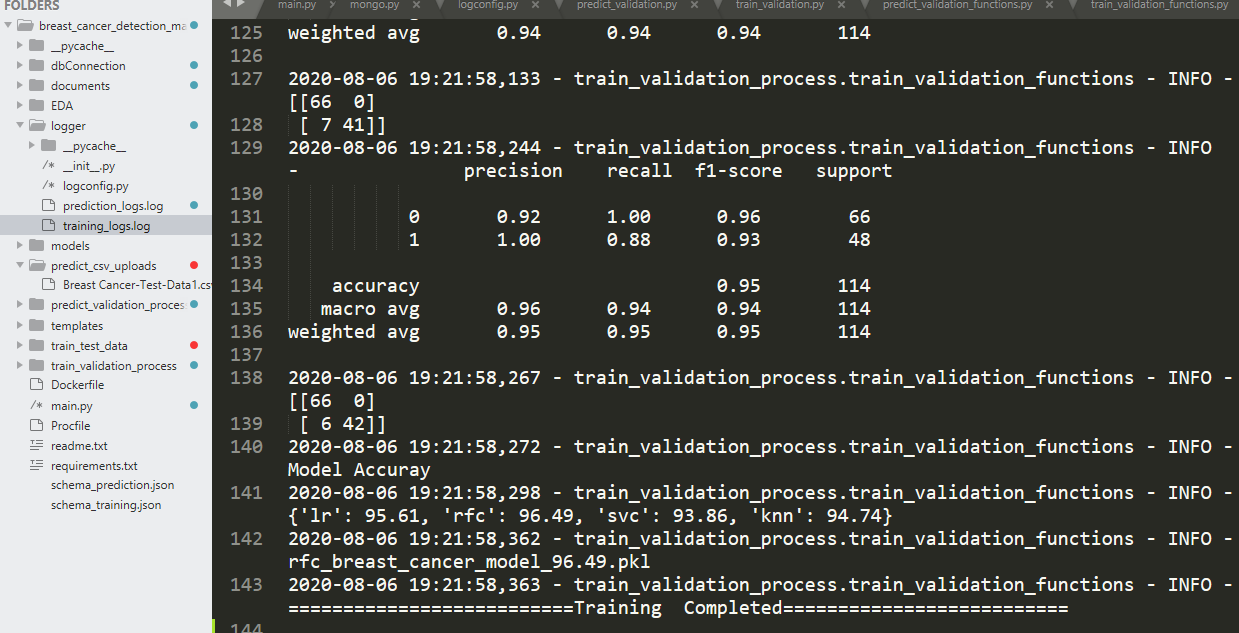 FOLDERS
breast_cancer_detection_ma
__pycache__
dbConnection
documents
EDA
logger
__pycache__
__init__.py
logconfig.py
prediction_logs.log
training_logs.log
models
predict_csv_uploads
Breast Cancer-Test-Data1.csv
predict_validation_proces
templates
train_test_data
train_validation_process
Dockerfile
main.py
Procfile
readme.txt
requirements.txt
schema_prediction.json
schema_training.json
main.py mongo.py logconfig.py predict_validation.py train_validation.py predict_validation_functions.py train_validation_functions.py
125 weighted avg 0.94 0.94 0.94 114
126
127 2020-08-06 19:21:58,133 - train_validation_process.train_validation_functions - INFO -
[[66 0]
128 [ 7 41]]
129 2020-08-06 19:21:58,244 - train_validation_process.train_validation_functions - INFO
- precision recall f1-score support
130
131 0 0.92 1.00 0.96 66
132 1 1.00 0.88 0.93 48
133
134 accuracy 0.95 114
135 macro avg 0.96 0.94 0.94 114
136 weighted avg 0.95 0.95 0.95 114
137
138 2020-08-06 19:21:58,267 - train_validation_process.train_validation_functions - INFO -
[[66 0]
139 [ 6 42]]
140 2020-08-06 19:21:58,272 - train_validation_process.train_validation_functions - INFO -
Model Accuray
141 2020-08-06 19:21:58,298 - train_validation_process.train_validation_functions - INFO -
{'lr': 95.61, 'rfc': 96.49, 'svc': 93.86, 'knn': 94.74}
142 2020-08-06 19:21:58,362 - train_validation_process.train_validation_functions - INFO -
rfc_breast_cancer_model_96.49.pkl
143 2020-08-06 19:21:58,363 - train_validation_process.train_validation_functions - INFO -
==========================Training Completed==========================
144